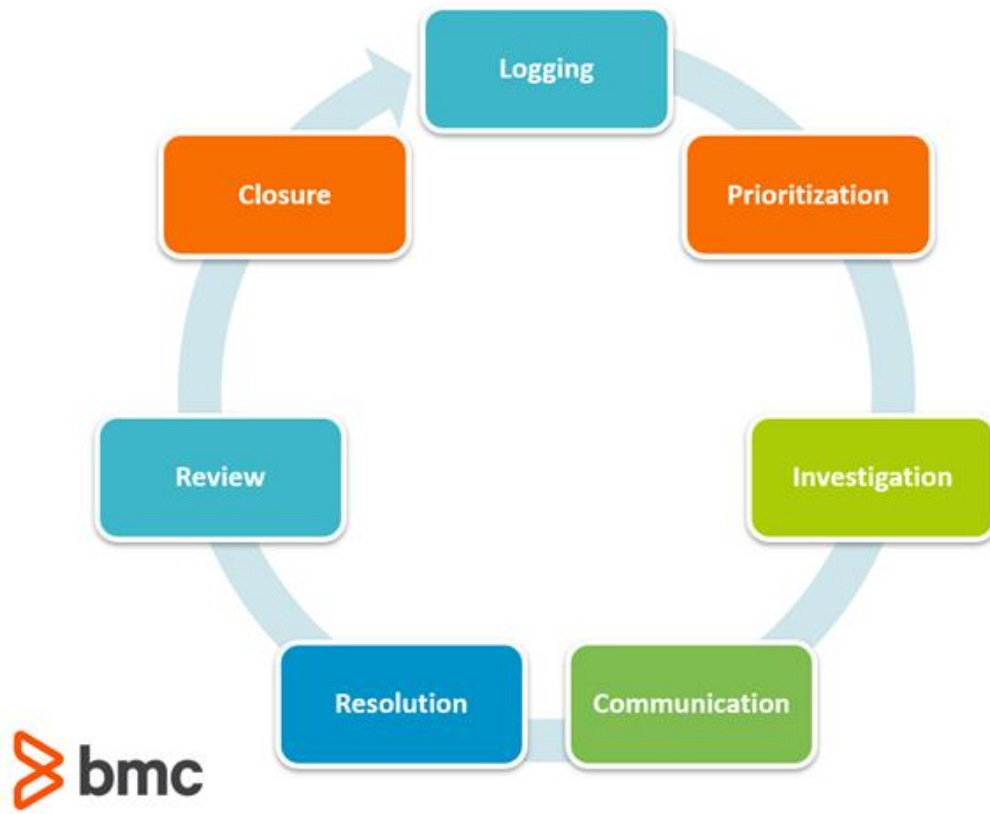 Logging
Prioritization
Investigation
Communication
Resolution
Review
Closure
bmc